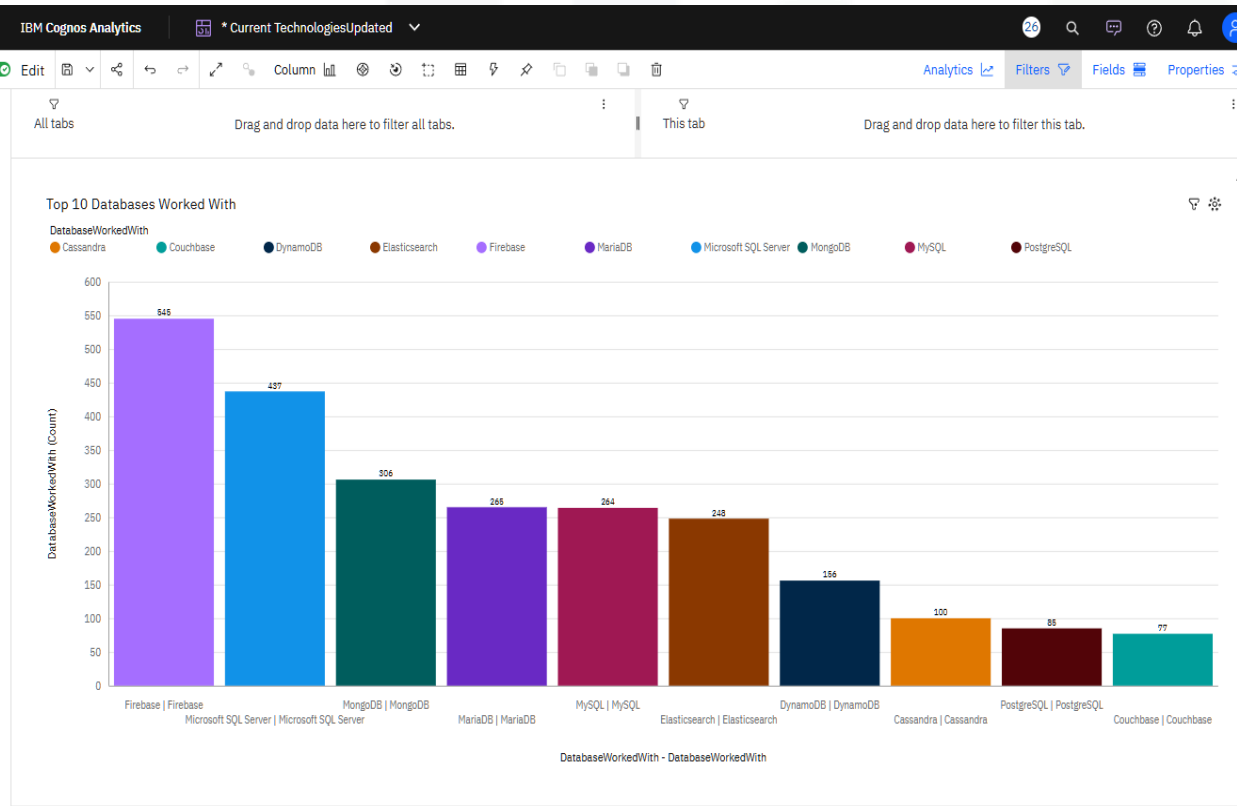 IBM Cognos Analytics
* Current TechnologiesUpdated
26
Edit
Column
Analytics
Filters
Fields
Properties
All tabs
Drag and drop data here to filter all tabs.
This tab
Drag and drop data here to filter this tab.
Top 10 Databases Worked With
DatabaseWorkedWith
Cassandra Couchbase DynamoDB Elasticsearch Firebase MariaDB Microsoft SQL Server MongoDB MySQL PostgreSQL
DatabaseWorkedWith (Count)
600
550
500
450
400
350
300
250
200
150
100
50
0
545
437
306
265
264
248
156
100
85
77
Firebase | Firebase
Microsoft SQL Server | Microsoft SQL Server
MongoDB | MongoDB
MariaDB | MariaDB
MySQL | MySQL
Elasticsearch | Elasticsearch
DynamoDB | DynamoDB
Cassandra | Cassandra
PostgreSQL | PostgreSQL
Couchbase | Couchbase
DatabaseWorkedWith - DatabaseWorkedWith